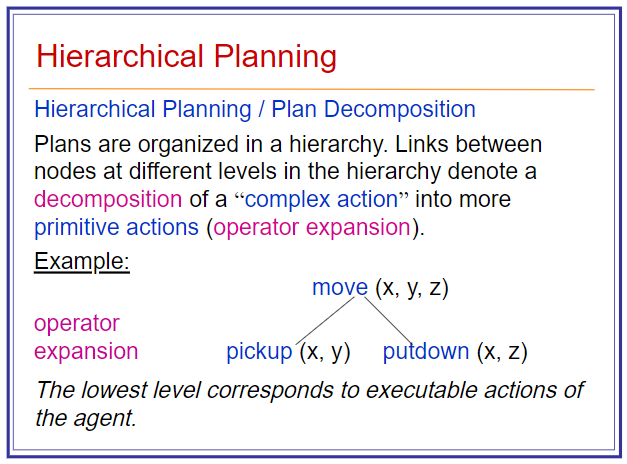 Hierarchical Planning
Hierarchical Planning / Plan Decomposition
Plans are organized in a hierarchy. Links between
nodes at different levels in the hierarchy denote a
decomposition of a “complex action” into more
primitive actions (operator expansion).
Example:
move (x, y, z)
operator
expansion
pickup (x, y) putdown (x, z)
The lowest level corresponds to executable actions of
the agent.